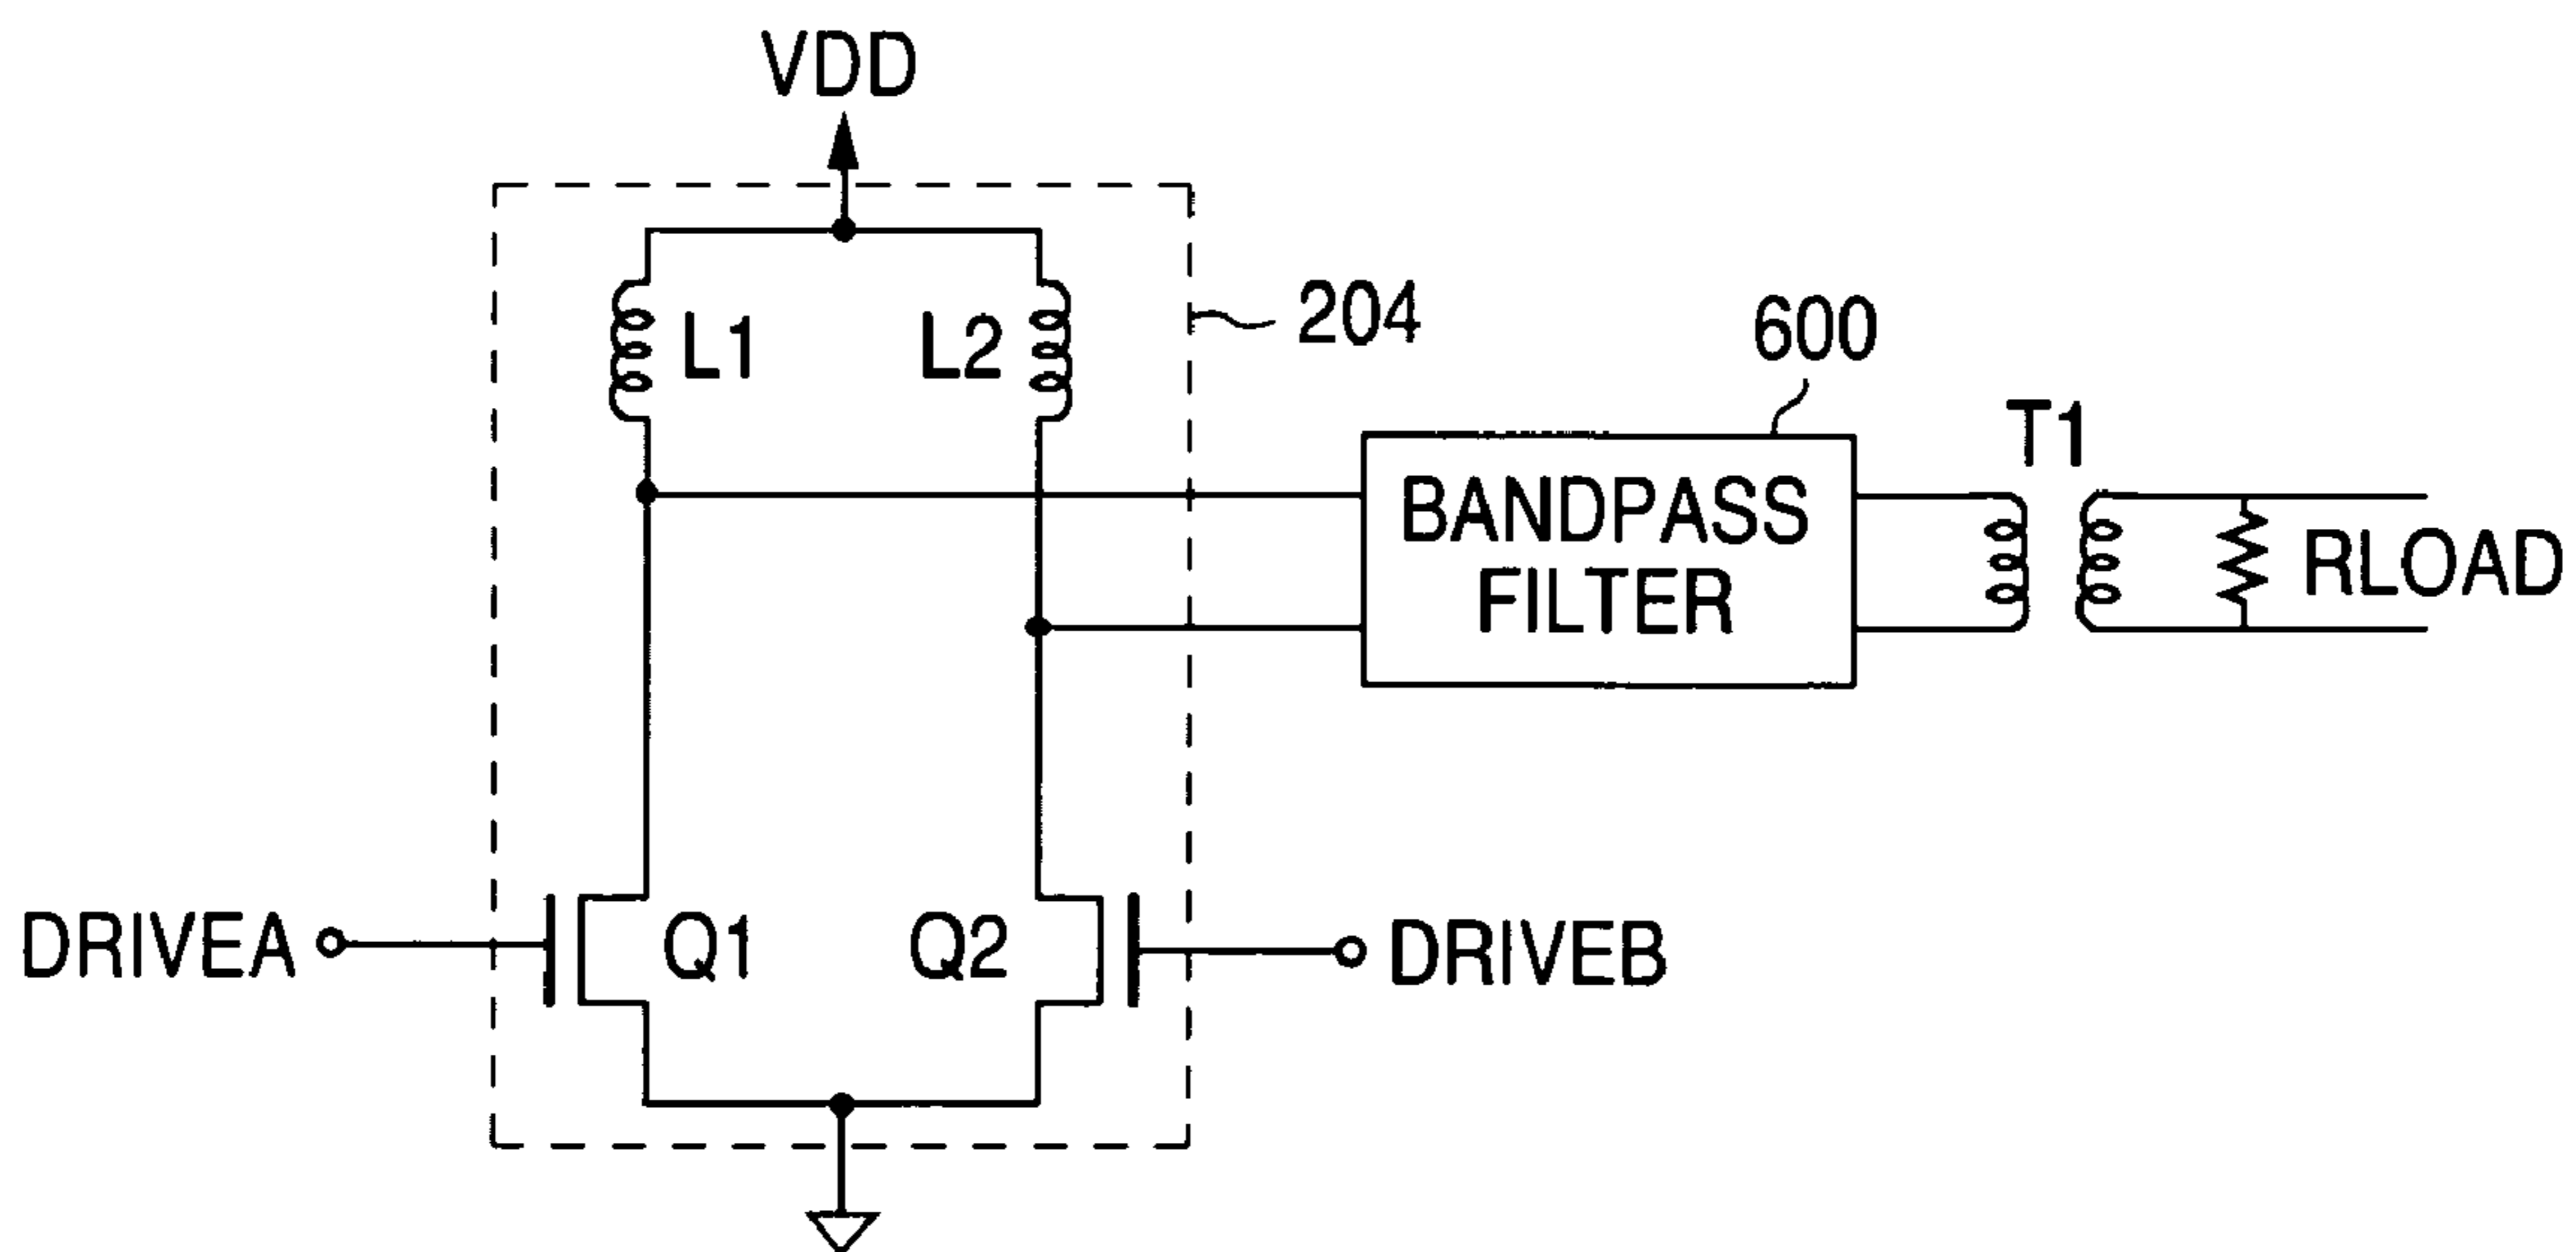 VDD
L1
L2
204
600
T1
BANDPASS
FILTER
RLOAD
DRIVEA
Q1
Q2
DRIVEB